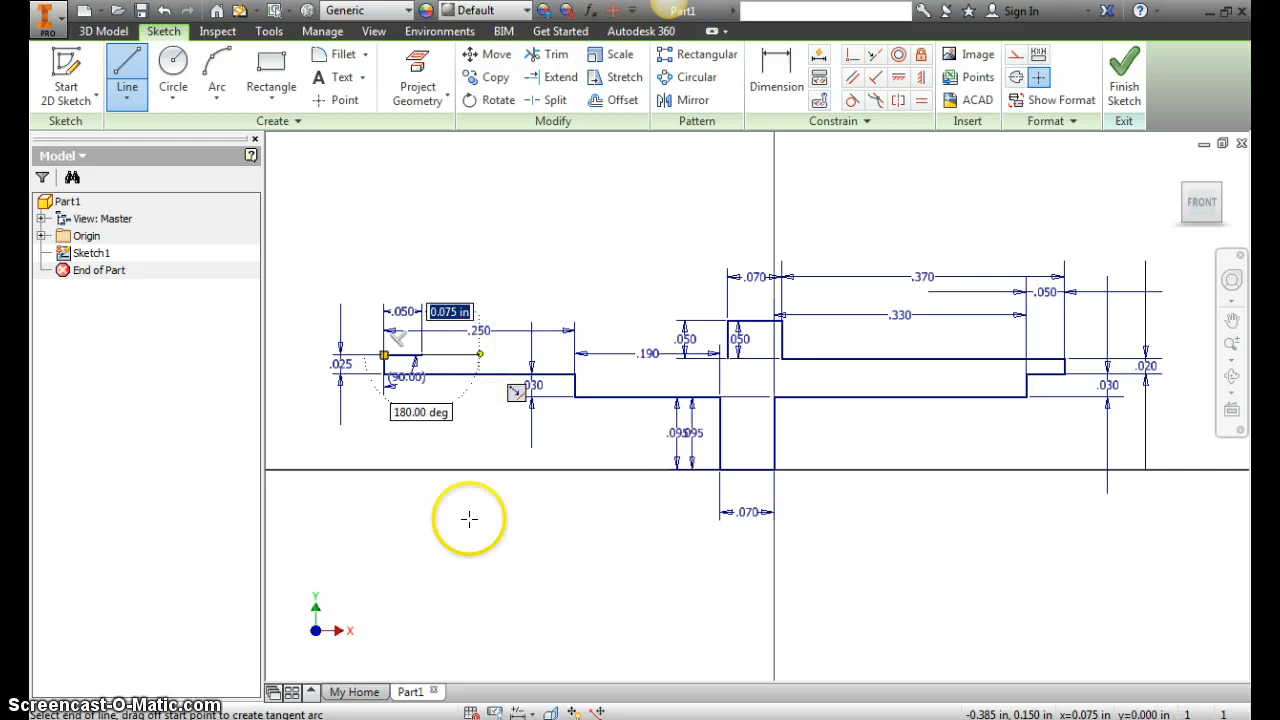 Generic
Default
Part1
Sign In
PRO
3D Model
Sketch
Inspect
Tools
Manage
View
Environments
BIM
Get Started
Autodesk 360
Start
2D Sketch
Line
Circle
Arc
Rectangle
Fillet
Text
Point
Project
Geometry
Move
Copy
Rotate
Trim
Extend
Split
Scale
Stretch
Offset
Rectangular
Circular
Mirror
Dimension
Image
Points
ACAD
Show Format
Finish
Sketch
Sketch
Create
Modify
Pattern
Constrain
Insert
Format
Exit
Model
Part1
View: Master
Origin
Sketch1
End of Part
FRONT
.070
.370
.050
.330
.050
0.075 in
.250
.050
.050
.190
.025
(90.00)
.030
.020
.030
180.00 deg
.095
.095
.070
Y
X
My Home
Part1
Screencast-O-Matic.com
Select end of line, drag off start point to create tangent arc
-0.385 in, 0.150 in
x=0.075 in
y=0.000 in
1
1